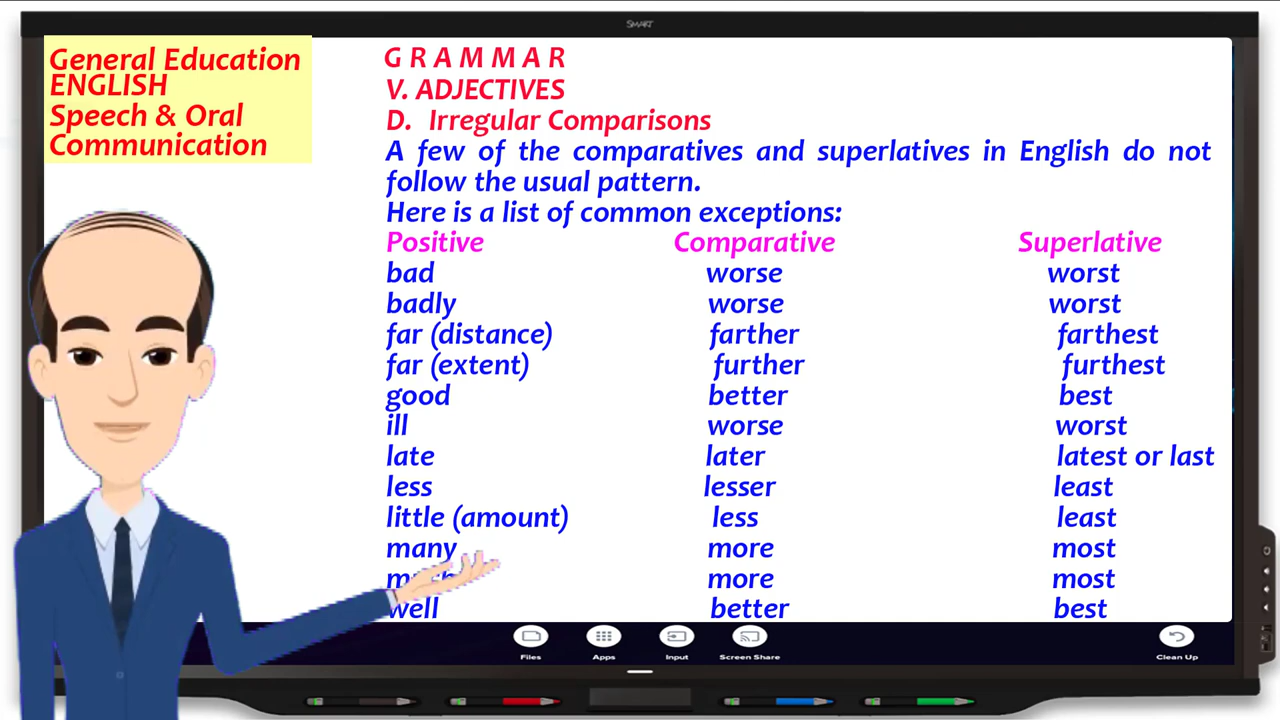 SMART
General Education
ENGLISH
Speech & Oral
Communication
G R A M M A R
V. ADJECTIVES
D. Irregular Comparisons
A few of the comparatives and superlatives in English do not
follow the usual pattern.
Here is a list of common exceptions:
Positive Comparative Superlative
bad worse worst
badly worse worst
far (distance) farther farthest
far (extent) further furthest
good better best
ill worse worst
late later latest or last
less lesser least
little (amount) less least
many more most
much more most
well better best
Files Apps Input Screen Share Clean Up